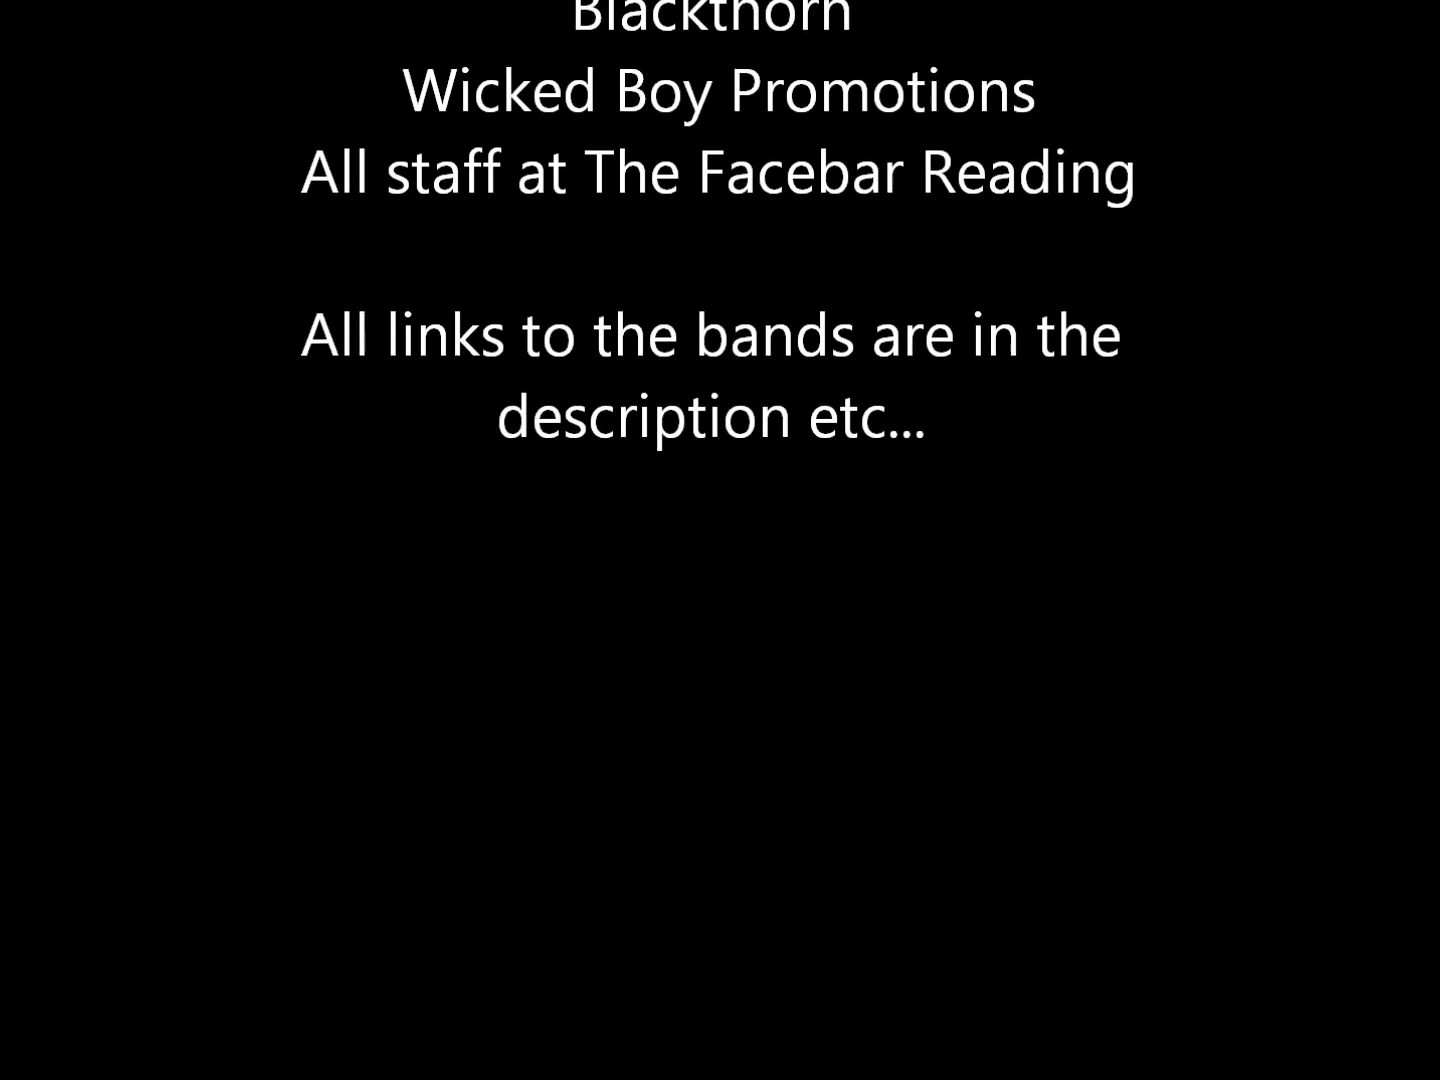 Blackthorn
Wicked Boy Promotions
All staff at The Facebar Reading
All links to the bands are in the
description etc...